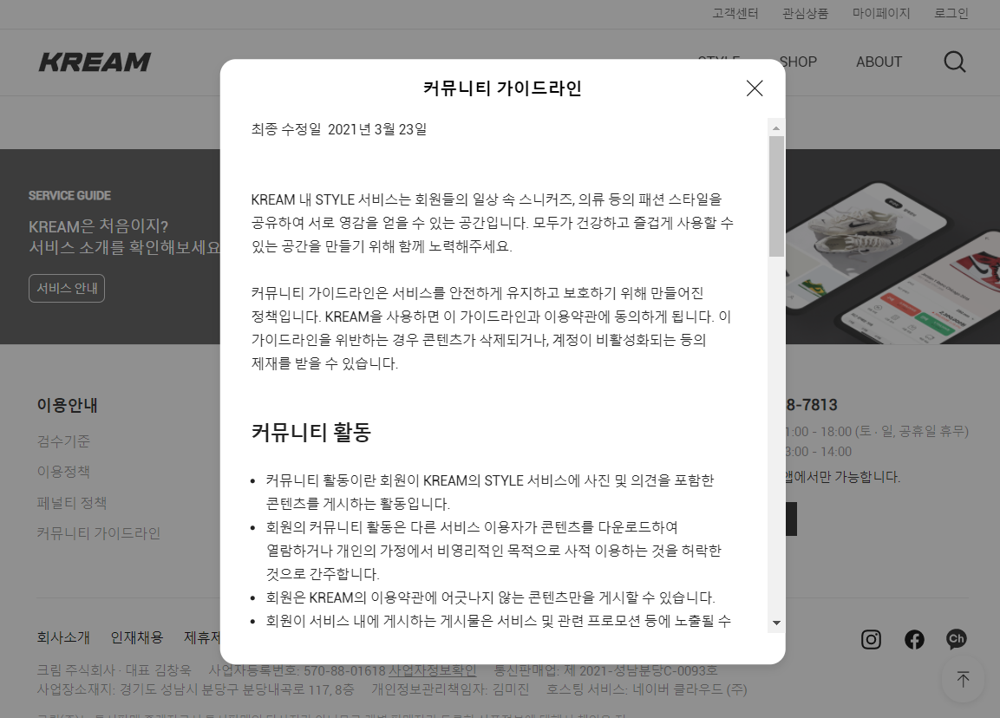 고객센터 관심상품 마이페이지 로그인
KREAM
STYLE SHOP ABOUT
커뮤니티 가이드라인
최종 수정일 2021년 3월 23일
KREAM 내 STYLE 서비스는 회원들의 일상 속 스니커즈, 의류 등의 패션 스타일을
공유하여 서로 영감을 얻을 수 있는 공간입니다. 모두가 건강하고 즐겁게 사용할 수
있는 공간을 만들기 위해 함께 노력해주세요.
커뮤니티 가이드라인은 서비스를 안전하게 유지하고 보호하기 위해 만들어진
정책입니다. KREAM을 사용하면 이 가이드라인과 이용약관에 동의하게 됩니다. 이
가이드라인을 위반하는 경우 콘텐츠가 삭제되거나, 계정이 비활성화되는 등의
제재를 받을 수 있습니다.
커뮤니티 활동
• 커뮤니티 활동이란 회원이 KREAM의 STYLE 서비스에 사진 및 의견을 포함한
콘텐츠를 게시하는 활동입니다.
• 회원의 커뮤니티 활동은 다른 서비스 이용자가 콘텐츠를 다운로드하여
열람하거나 개인의 가정에서 비영리적인 목적으로 사적 이용하는 것을 허락한
것으로 간주합니다.
• 회원은 KREAM의 이용약관에 어긋나지 않는 콘텐츠만을 게시할 수 있습니다.
• 회원이 서비스 내에 게시하는 게시물은 서비스 및 관련 프로모션 등에 노출될 수
SERVICE GUIDE
KREAM은 처음이지?
서비스 소개를 확인해보세요
서비스 안내
이용안내
검수기준
이용정책
페널티 정책
커뮤니티 가이드라인
8-7813
1:00 - 18:00 (토·일, 공휴일 휴무)
3:00 - 14:00
앱에서만 가능합니다.
회사소개 인재채용 제휴제
Ch
크림 주식회사 · 대표 김창욱 사업자등록번호: 570-88-01618 사업자정보확인 통신판매업: 제 2021-성남분당C-0093호
사업장소재지: 경기도 성남시 분당구 분당내곡로 117, 8층 개인정보관리책임자: 김미진 호스팅 서비스: 네이버 클라우드 (주)